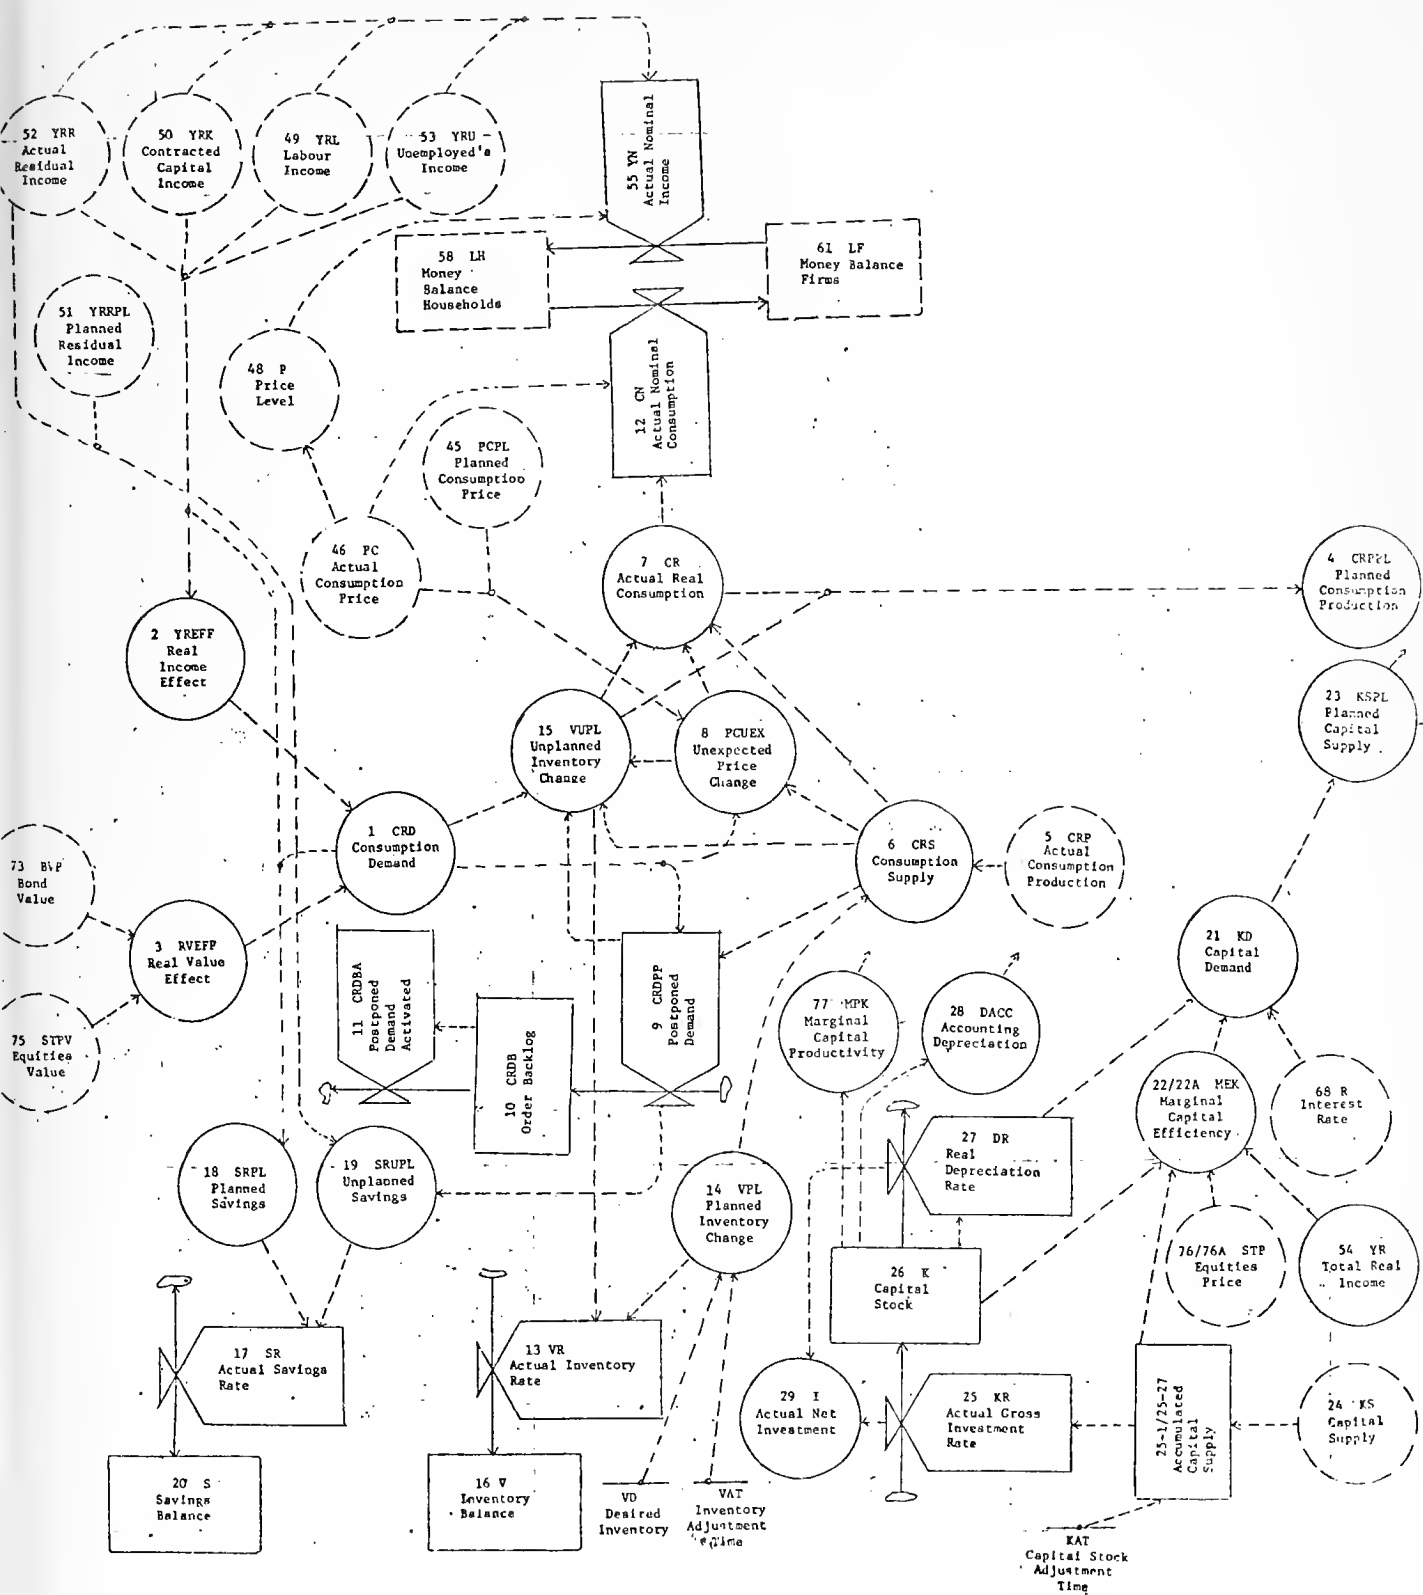 52 YRR
Actual
Residual
Income
50 YRK
Contracted
Capital
Income
49 YRL
Labour
Income
53 YRU
Unemployed's
Income
55 YN
Actual Nominal
Income
58 LH
Money
Balance
Households
61 LF
Money Balance
Firms
51 YRRPL
Planned
Residual
Income
48 P
Price
Level
12 CN
Actual Nominal
Consumption
45 PCPL
Planned
Consumption
Price
46 PC
Actual
Consumption
Price
7 CR
Actual Real
Consumption
4 CRPPL
Planned
Consumption
Production
2 YREFF
Real
Income
Effect
23 KSPL
Planned
Capital
Supply
15 VUPL
Unplanned
Inventory
Change
8 PCUEX
Unexpected
Price
Change
1 CRD
Consumption
Demand
6 CRS
Consumption
Supply
5 CRP
Actual
Consumption
Production
73 BVP
Bond
Value
3 RVEFF
Real Value
Effect
21 KD
Capital
Demand
11 CRDBA
Postponed
Demand
Activated
10 CRDB
Order Backlog
9 CRDPP
Postponed
Demand
77 MPK
Marginal
Capital
Productivity
28 DACC
Accounting
Depreciation
75 STPV
Equities
Value
22/22A MEK
Marginal
Capital
Efficiency
68 R
Interest
Rate
27 DR
Real
Depreciation
Rate
18 SRPL
Planned
Savings
19 SRUPL
Unplanned
Savings
14 VPL
Planned
Inventory
Change
76/76A STP
Equities
Price
54 YR
Total Real
Income
26 K
Capital
Stock
17 SR
Actual Savings
Rate
13 VR
Actual Inventory
Rate
29 I
Actual Net
Investment
25 KR
Actual Gross
Investment
Rate
25-1/25-27
Accumulated
Capital
Supply
24 KS
Capital
Supply
20 S
Savings
Balance
16 V
Inventory
Balance
VD
Desired
Inventory
VAT
Inventory
Adjustment
Time
KAT
Capital Stock
Adjustment
Time